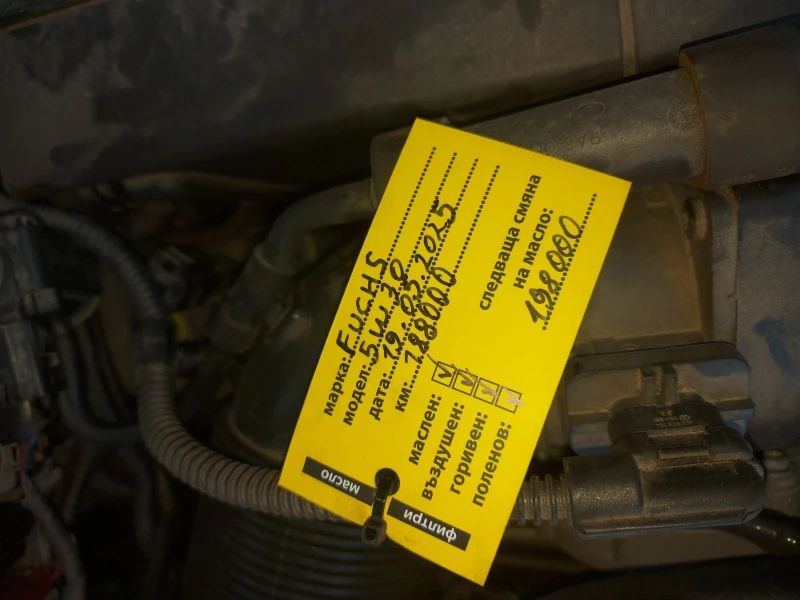 масло
марка: FUCHS
модел: 5W30
дата: 19.05.2025
км: 188000
филтри
маслен: ✓
въздушен: ✓
горивен: ✓
поленов: ✓
следваща смяна
на масло:
198000